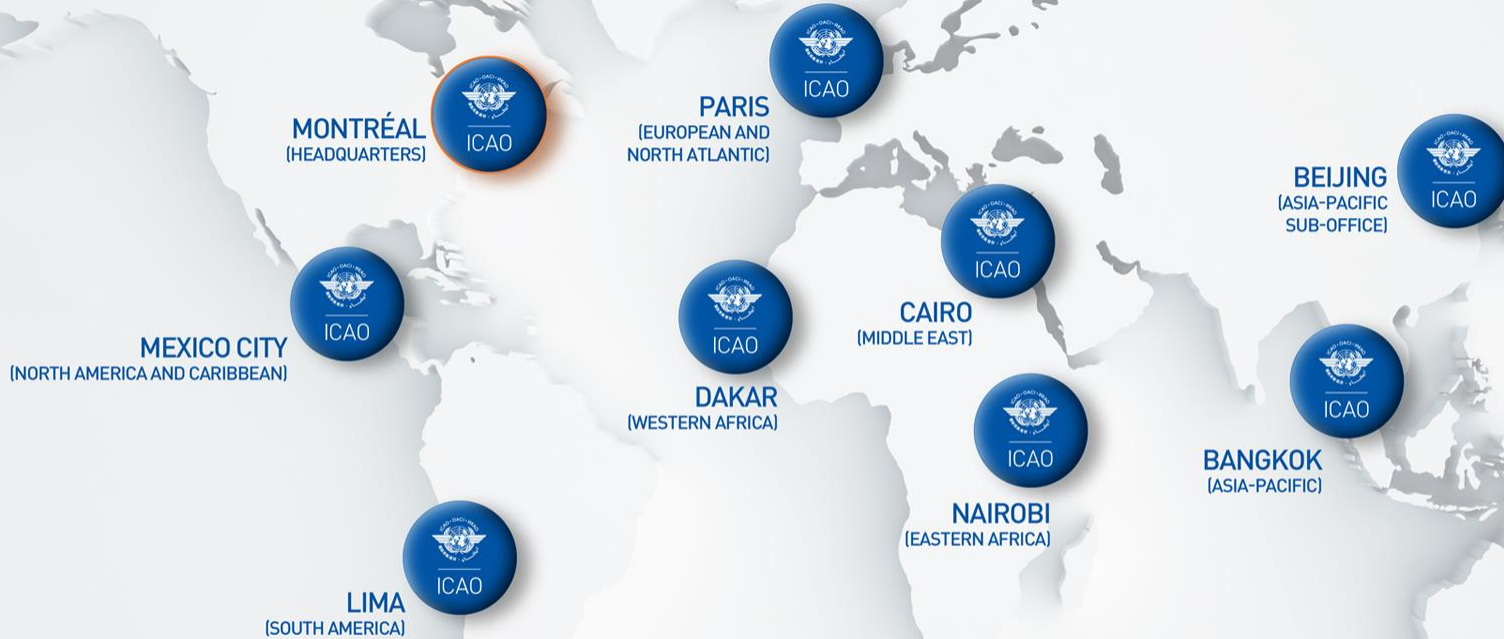 ICAO
MONTRÉAL
(HEADQUARTERS)
ICAO
PARIS
(EUROPEAN AND
NORTH ATLANTIC)
ICAO
BEIJING
(ASIA-PACIFIC
SUB-OFFICE)
ICAO
MEXICO CITY
(NORTH AMERICA AND CARIBBEAN)
ICAO
DAKAR
(WESTERN AFRICA)
ICAO
CAIRO
(MIDDLE EAST)
ICAO
NAIROBI
(EASTERN AFRICA)
ICAO
BANGKOK
(ASIA-PACIFIC)
ICAO
LIMA
(SOUTH AMERICA)
ICAO